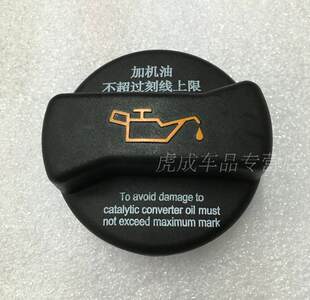 加机油
不超过刻线上限
虎成车品专营
To avoid damage to
catalytic converter oil must
not exceed maximum mark